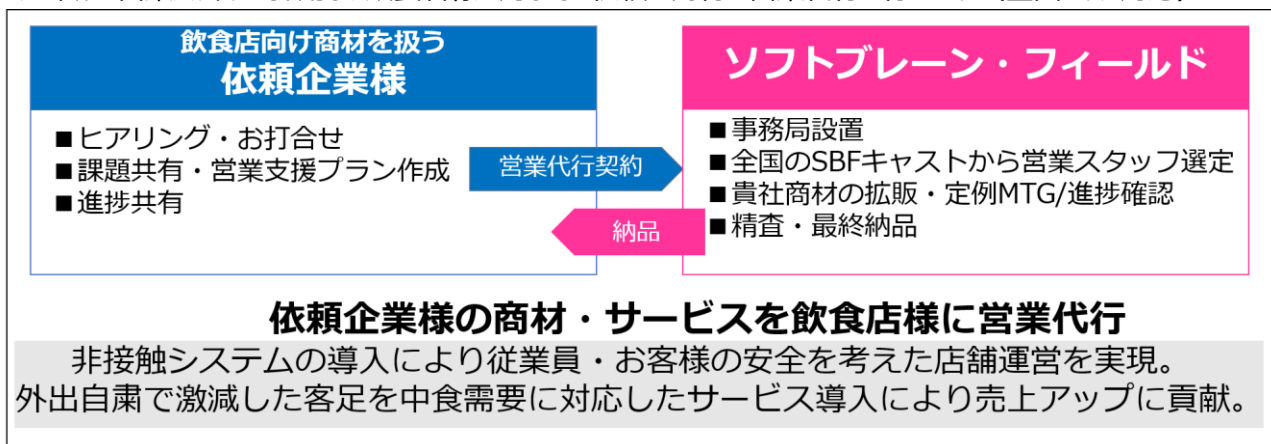 飲食店向け商材を扱う
依頼企業様
■ヒアリング・お打合せ
■課題共有・営業支援プラン作成
■進捗共有
営業代行契約
納品
ソフトブレーン・フィールド
■事務局設置
■全国のSBFキャストから営業スタッフ選定
■貴社商材の拡販・定例MTG/進捗確認
■精査・最終納品
依頼企業様の商材・サービスを飲食店様に営業代行
非接触システムの導入により従業員・お客様の安全を考えた店舗運営を実現。
外出自粛で激減した客足を中食需要に対応したサービス導入により売上アップに貢献。